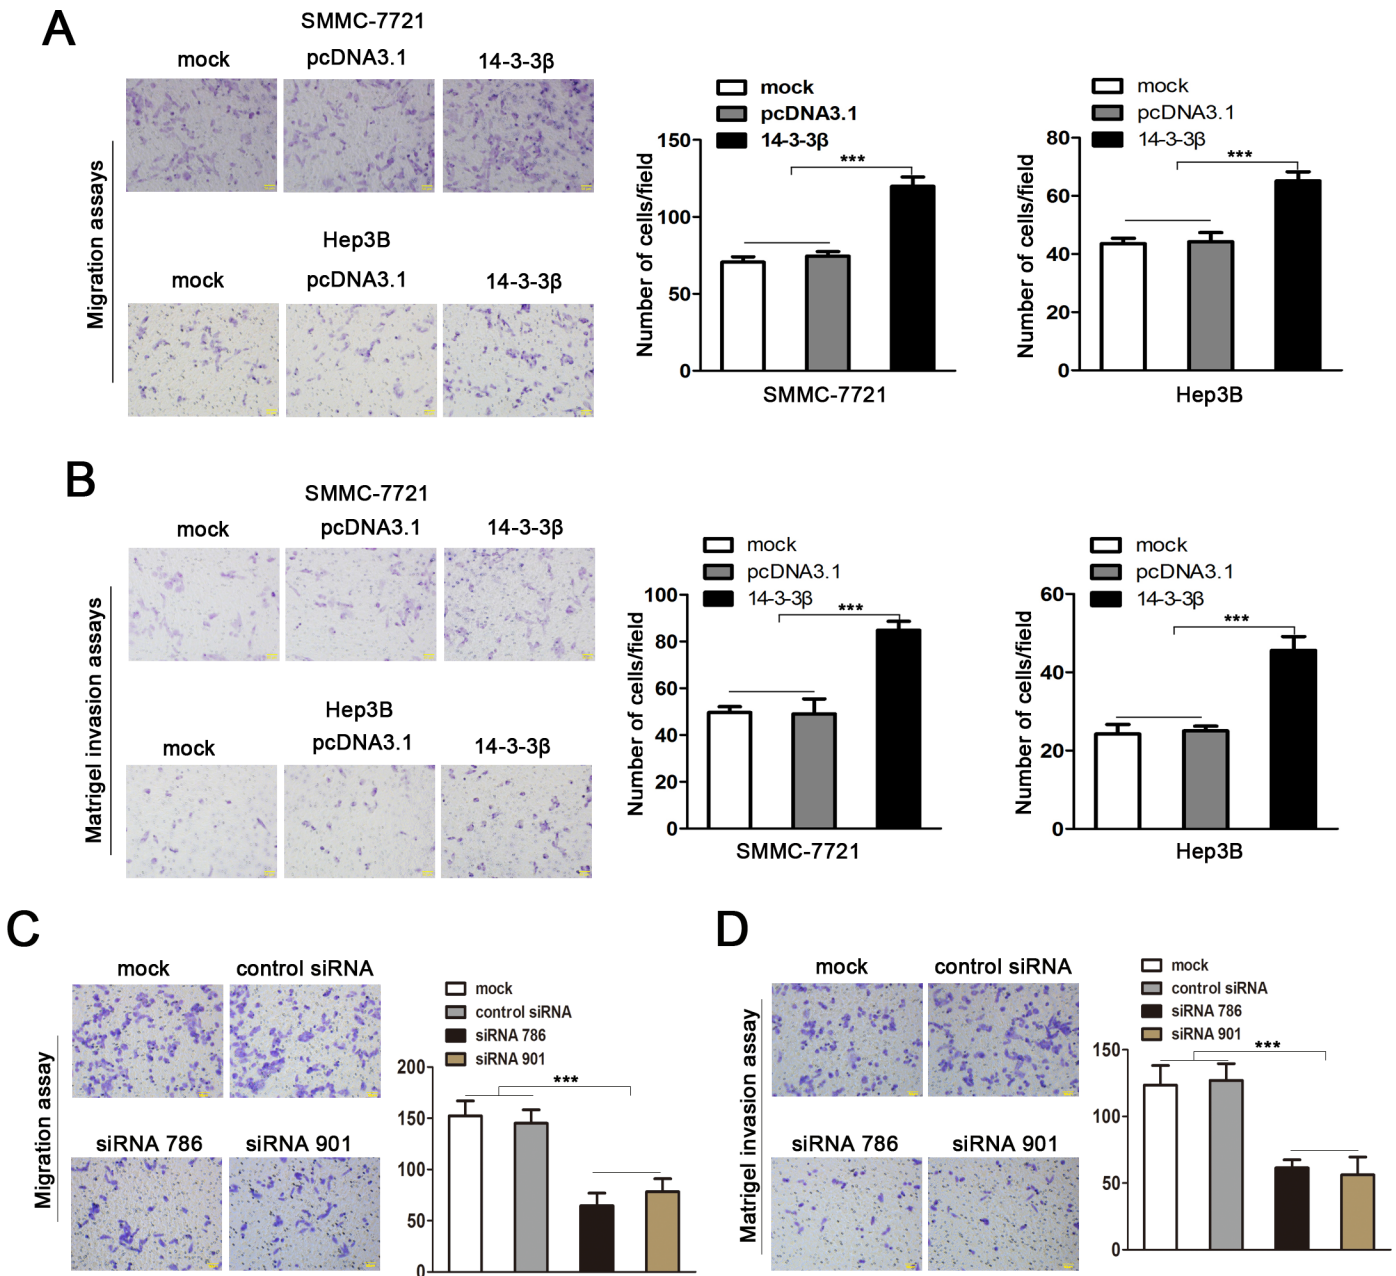 A
SMMC-7721
mock pcDNA3.1 14-3-3β
Migration assays
Hep3B
mock pcDNA3.1 14-3-3β
mock
pcDNA3.1
14-3-3β
***
Number of cells/field
150
100
50
0
SMMC-7721
mock
pcDNA3.1
14-3-3β
***
Number of cells/field
80
60
40
20
0
Hep3B
B
SMMC-7721
mock pcDNA3.1 14-3-3β
Matrigel invasion assays
Hep3B
mock pcDNA3.1 14-3-3β
mock
pcDNA3.1
14-3-3β
***
Number of cells/field
100
80
60
40
20
0
SMMC-7721
mock
pcDNA3.1
14-3-3β
***
Number of cells/field
60
40
20
0
Hep3B
C
mock control siRNA
Migration assay
siRNA 786 siRNA 901
mock
control siRNA
siRNA 786
siRNA 901
***
200
150
100
50
0
D
mock control siRNA
Matrigel invasion assay
siRNA 786 siRNA 901
mock
control siRNA
siRNA 786
siRNA 901
***
150
100
50
0